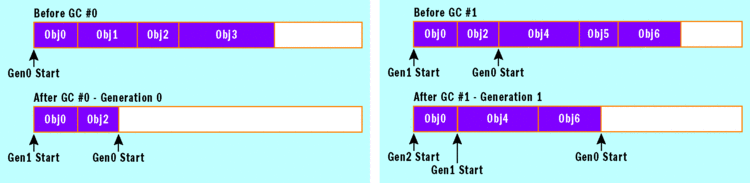 Before GC #0
Obj0 Obj1 Obj2 Obj3
Gen0 Start
After GC #0 - Generation 0
Obj0 Obj2
Gen1 Start Gen0 Start
Before GC #1
Obj0 Obj2 Obj4 Obj5 Obj6
Gen1 Start Gen0 Start
After GC #1 - Generation 1
Obj0 Obj4 Obj6
Gen2 Start Gen0 Start
Gen1 Start